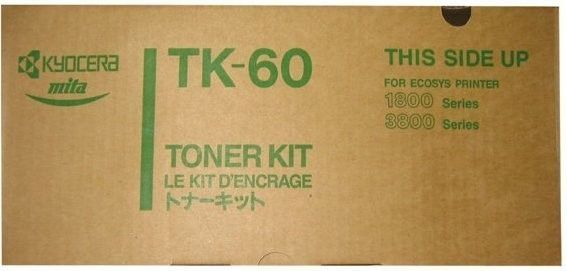 KYOCERA
mita
TK-60
TONER KIT
LE KIT D'ENCRAGE
トナーキット
THIS SIDE UP
FOR ECOSYS PRINTER
1800 Series
3800 Series